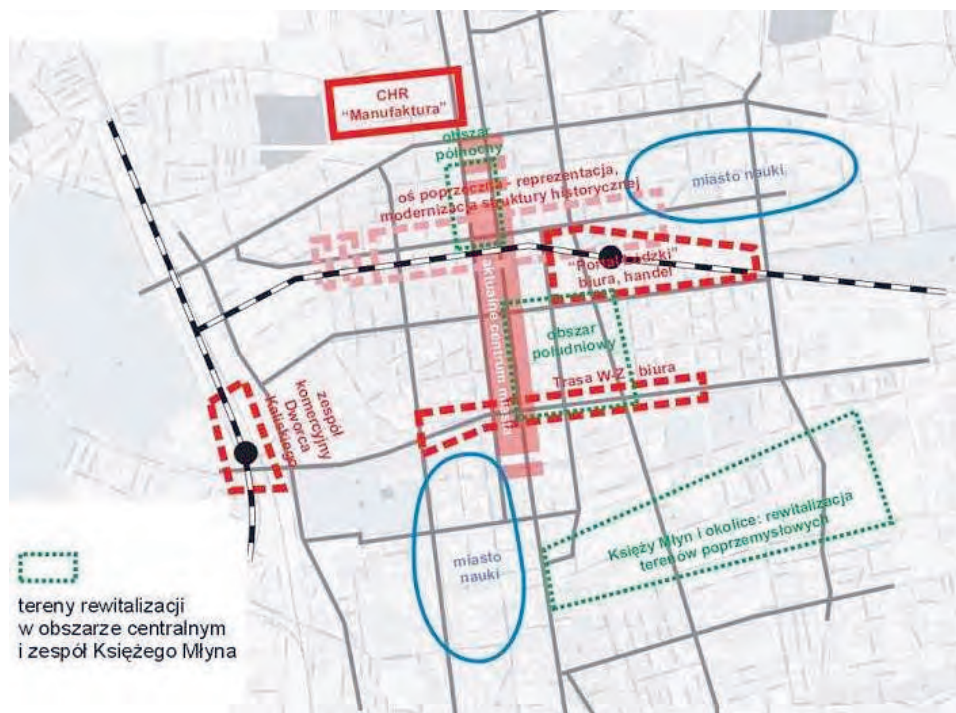 CHR
"Manufaktura"
obszar
północny
oś poprzeczna - reprezentacja,
modernizacja struktury historycznej
miasto nauki
"Portal Łódzki"
biura, handel
aktualne centrum miasta
obszar
południowy
Trasa W-Z biura
zespół
komercyjny
Dworca
Kaliskiego
Księży Młyn i okolice: rewitalizacja
terenów poprzemysłowych
miasto
nauki
tereny rewitalizacji
w obszarze centralnym
i zespół Księżego Młyna